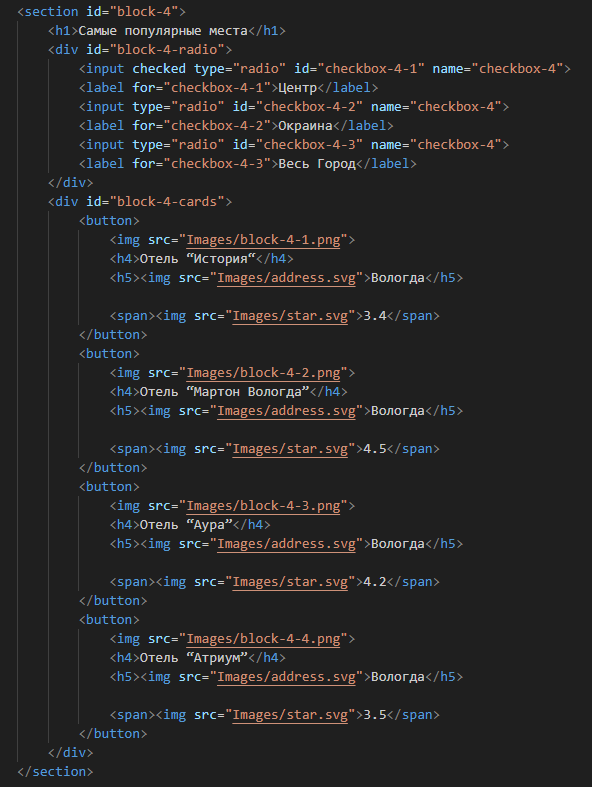 <section id="block-4">
<h1>Самые популярные места</h1>
<div id="block-4-radio">
<input checked type="radio" id="checkbox-4-1" name="checkbox-4">
<label for="checkbox-4-1">Центр</label>
<input type="radio" id="checkbox-4-2" name="checkbox-4">
<label for="checkbox-4-2">Окраина</label>
<input type="radio" id="checkbox-4-3" name="checkbox-4">
<label for="checkbox-4-3">Весь Город</label>
</div>
<div id="block-4-cards">
<button>
<img src="Images/block-4-1.png">
<h4>Отель “История“</h4>
<h5><img src="Images/address.svg">Вологда</h5>
<span><img src="Images/star.svg">3.4</span>
</button>
<button>
<img src="Images/block-4-2.png">
<h4>Отель “Мартон Вологда”</h4>
<h5><img src="Images/address.svg">Вологда</h5>
<span><img src="Images/star.svg">4.5</span>
</button>
<button>
<img src="Images/block-4-3.png">
<h4>Отель “Аура”</h4>
<h5><img src="Images/address.svg">Вологда</h5>
<span><img src="Images/star.svg">4.2</span>
</button>
<button>
<img src="Images/block-4-4.png">
<h4>Отель “Атриум”</h4>
<h5><img src="Images/address.svg">Вологда</h5>
<span><img src="Images/star.svg">3.5</span>
</button>
</div>
</section>